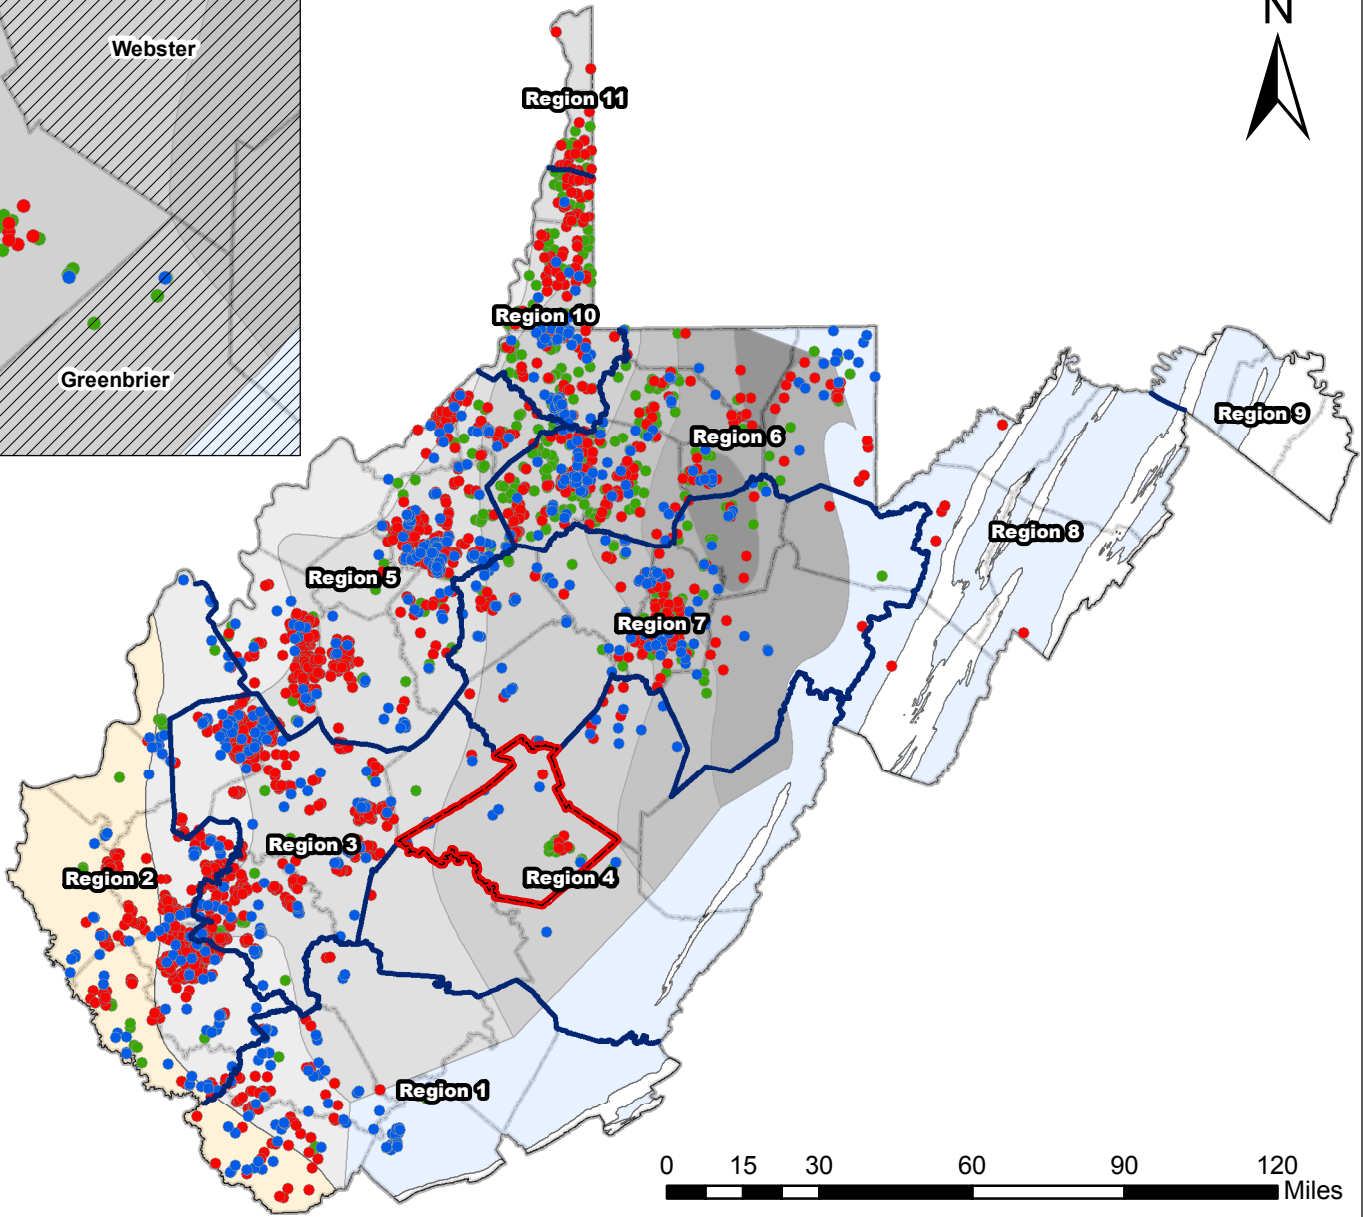 N
Webster
Region 11
Region 10
Greenbrier
Region 9
Region 6
Region 8
Region 5
Region 7
Region 3
Region 2
Region 4
Region 1
0 15 30 60 90 120
Miles